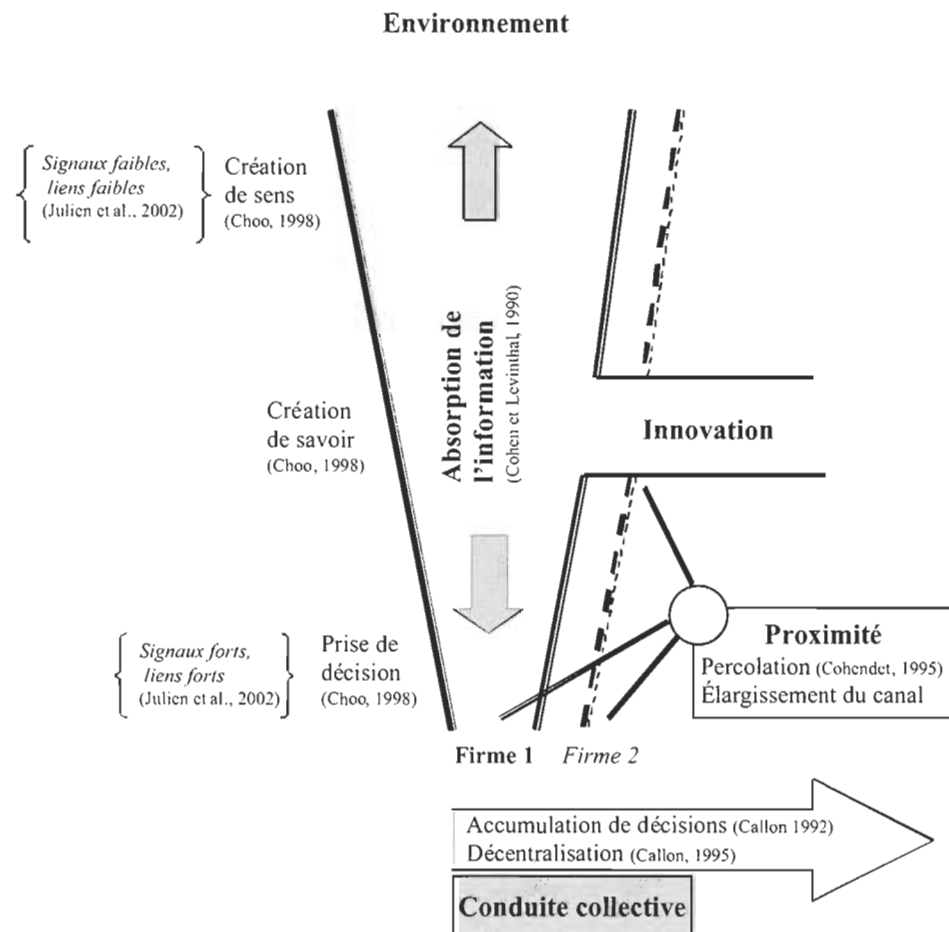 Environnement
Signaux faibles,
liens faibles
(Julien et al., 2002)
Création
de sens
(Choo, 1998)
Absorption de
l'information
(Cohen et Levinthal, 1990)
Création
de savoir
(Choo, 1998)
Innovation
Signaux forts,
liens forts
(Julien et al., 2002)
Prise de
décision
(Choo, 1998)
Proximité
Percolation (Cohendet, 1995)
Élargissement du canal
Firme 1 Firme 2
Accumulation de décisions (Callon 1992)
Décentralisation (Callon, 1995)
Conduite collective